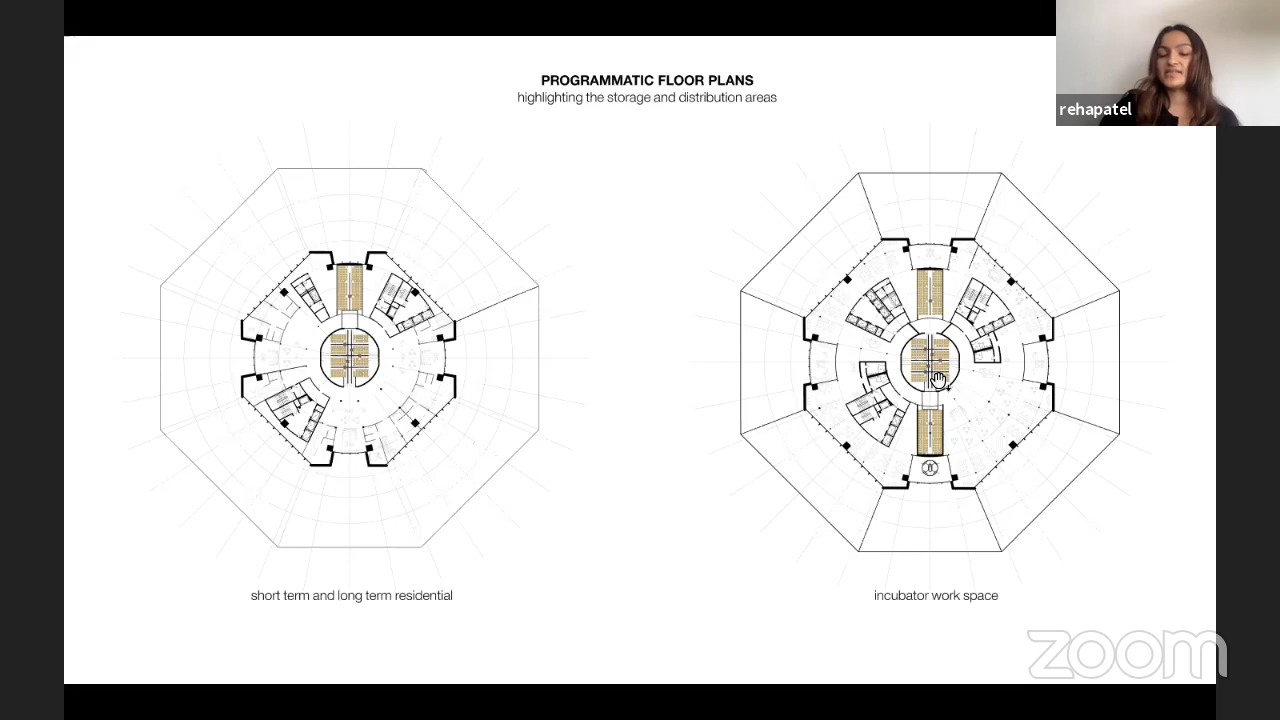 PROGRAMMATIC FLOOR PLANS
highlighting the storage and distribution areas
rehapatel
short term and long term residential
incubator work space
zoom